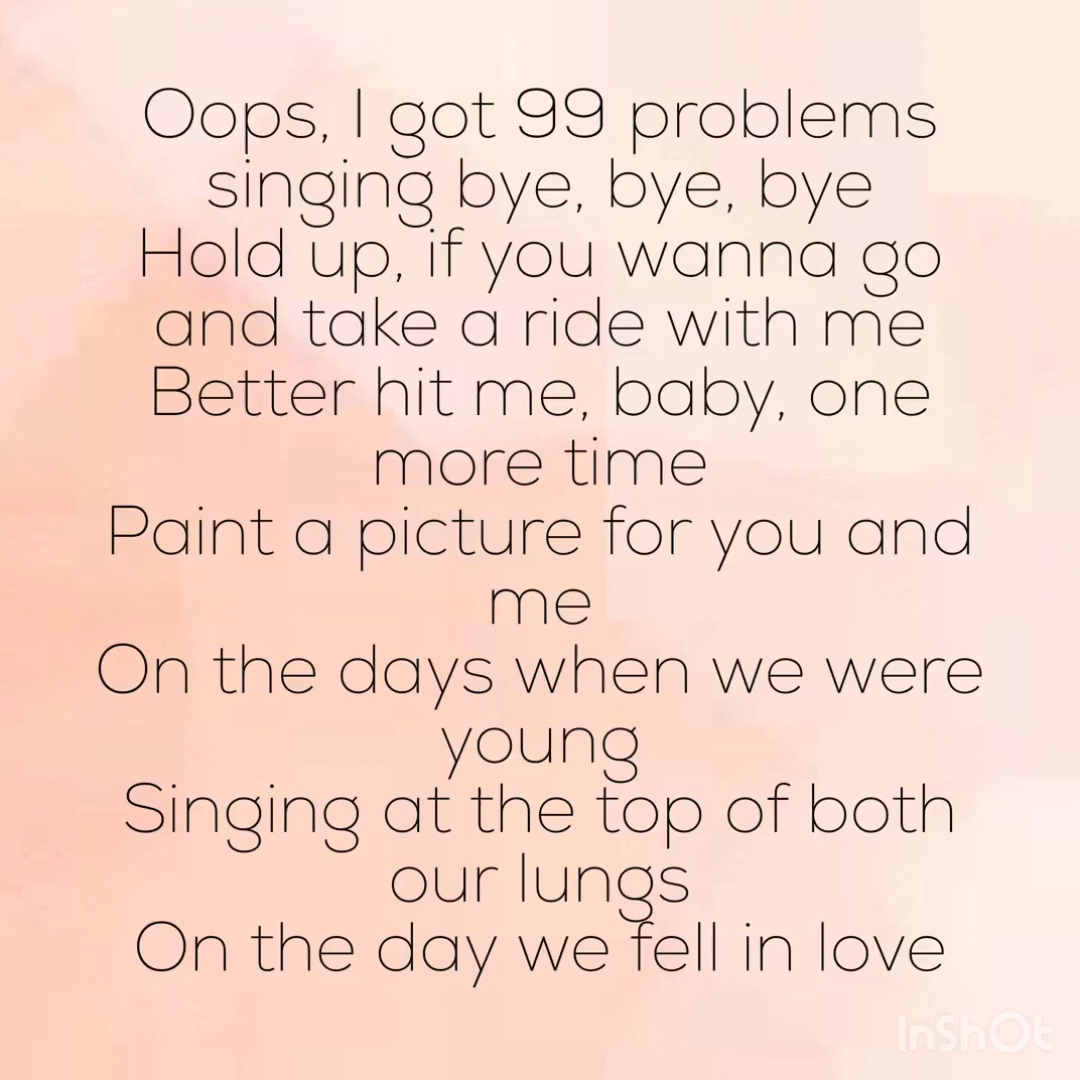 Oops, I got 99 problems
singing bye, bye, bye
Hold up, if you wanna go
and take a ride with me
Better hit me, baby, one
more time
Paint a picture for you and
me
On the days when we were
young
Singing at the top of both
our lungs
On the day we fell in love
InShOt